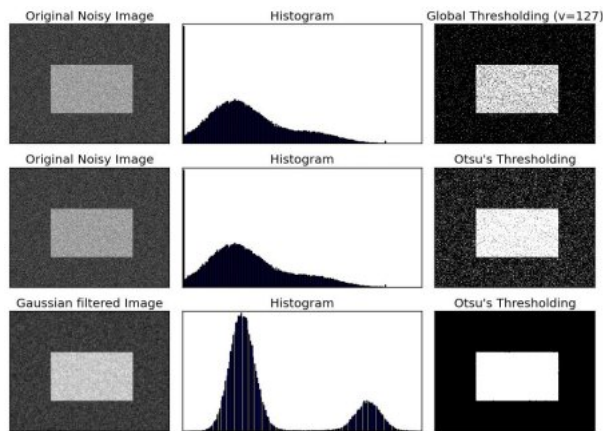 Original Noisy Image
Histogram
Global Thresholding (v=127)
Original Noisy Image
Histogram
Otsu's Thresholding
Gaussian filtered Image
Histogram
Otsu's Thresholding